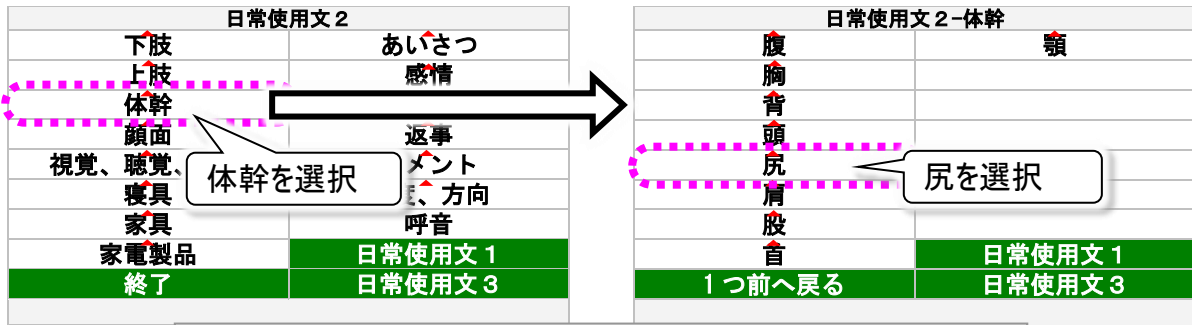 日常使用文２
下肢 あいさつ
上肢 感情
体幹
顔面 返事
視覚、聴覚、 メント
寝具 、方向
家具 呼音
家電製品 日常使用文１
終了 日常使用文３
体幹を選択
日常使用文２-体幹
腹 顎
胸
背
頭
尻
肩
股
首 日常使用文１
１つ前へ戻る 日常使用文３
尻を選択